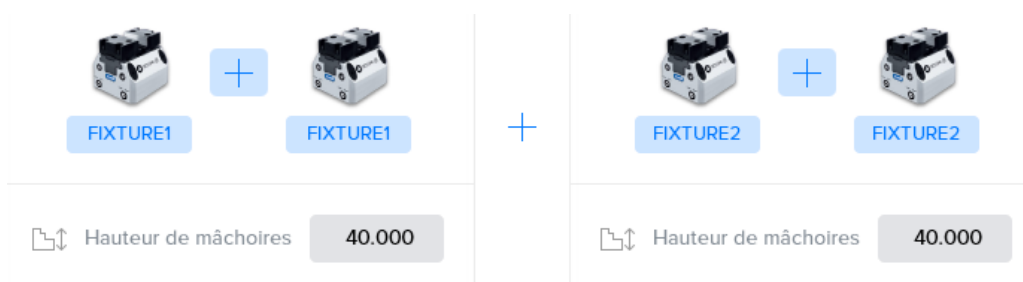 FIXTURE1 FIXTURE1 FIXTURE2 FIXTURE2
Hauteur de mâchoires 40.000 Hauteur de mâchoires 40.000